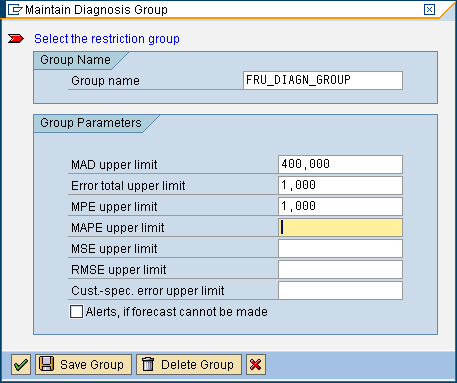 Maintain Diagnosis Group
Select the restriction group
Group Name
Group name FRU_DIAGN_GROUP
Group Parameters
MAD upper limit 400,000
Error total upper limit 1,000
MPE upper limit 1,000
MAPE upper limit
MSE upper limit
RMSE upper limit
Cust.-spec. error upper limit
Alerts, if forecast cannot be made
Save Group Delete Group